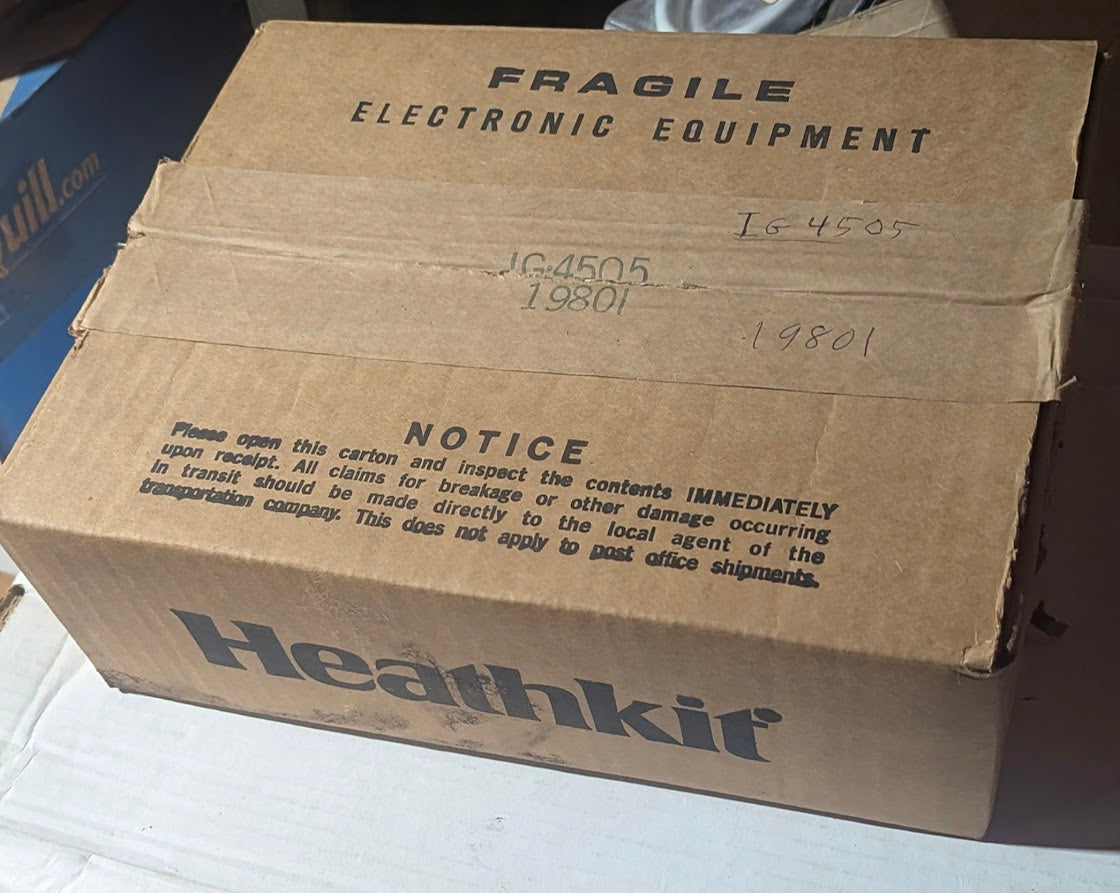 FRAGILE
ELECTRONIC EQUIPMENT
IG 4505
IG-4505
19801
19801
NOTICE
Please open this carton and inspect the contents IMMEDIATELY
upon receipt. All claims for breakage or other damage occurring
in transit should be made directly to the local agent of the
transportation company. This does not apply to post office shipments.
Heathkit
uill.com